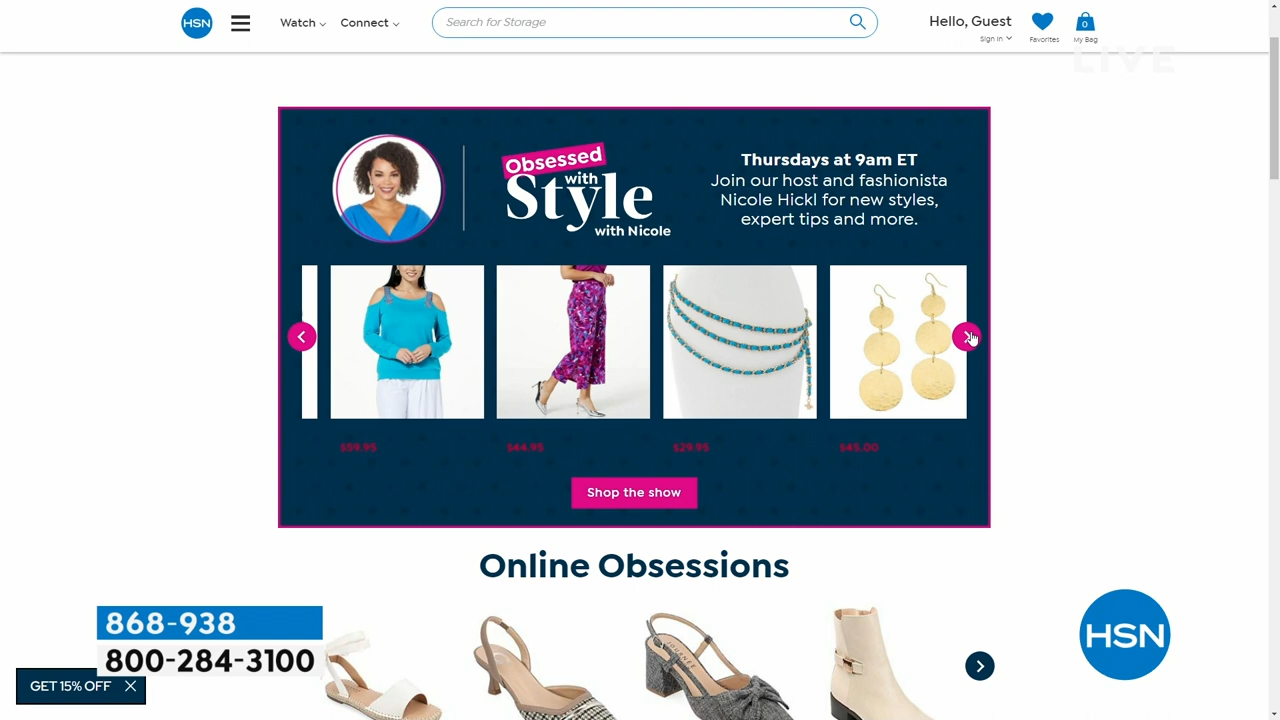 HSN
Watch
Connect
Search for Storage
Hello, Guest
Sign In
Favorites
0
My Bag
LIVE
Obsessed
with
Style
with Nicole
Thursdays at 9am ET
Join our host and fashionista
Nicole Hickl for new styles,
expert tips and more.
$59.95
$44.95
$29.95
$45.00
Shop the show
Online Obsessions
868-938
800-284-3100
GET 15% OFF
HSN